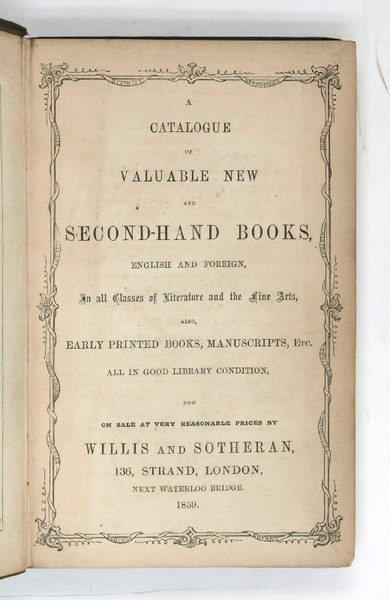 A
CATALOGUE
OF
VALUABLE NEW
AND
SECOND-HAND BOOKS,
ENGLISH AND FOREIGN,
In all Classes of Literature and the Fine Arts,
ALSO,
EARLY PRINTED BOOKS, MANUSCRIPTS, Etc.
ALL IN GOOD LIBRARY CONDITION,
NOW
ON SALE AT VERY REASONABLE PRICES BY
WILLIS AND SOTHERAN,
136, STRAND, LONDON,
NEXT WATERLOO BRIDGE.
1859.